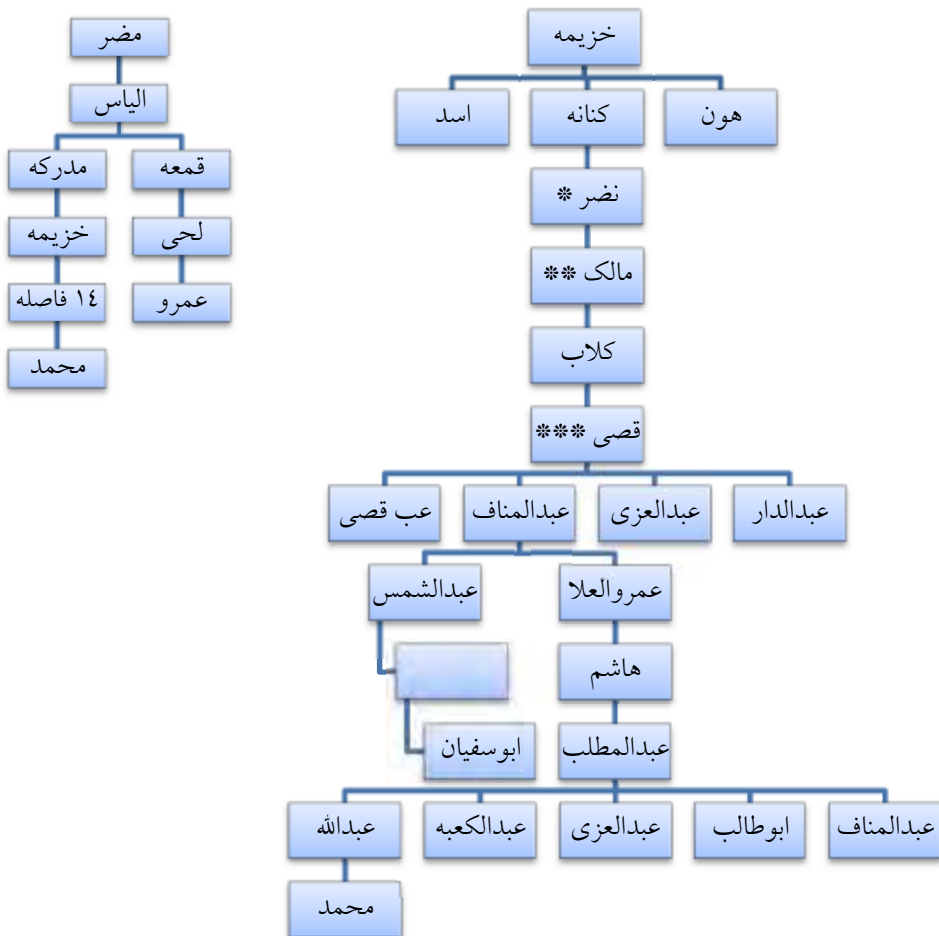 خزیمه
هون
کنانه
اسد
نضر *
مالک **
کلاب
قصی ***
عبدالدار
عبدالعزی
عبدالمناف
عب قصی
عمروالعلا
عبدالشمس
هاشم
عبدالمطلب
ابوسفیان
عبدالمناف
ابوطالب
عبدالعزی
عبدالکعبه
عبدالله
محمد
مضر
الیاس
قمعه
مدرکه
لحی
خزیمه
عمرو
١٤ فاصله
محمد